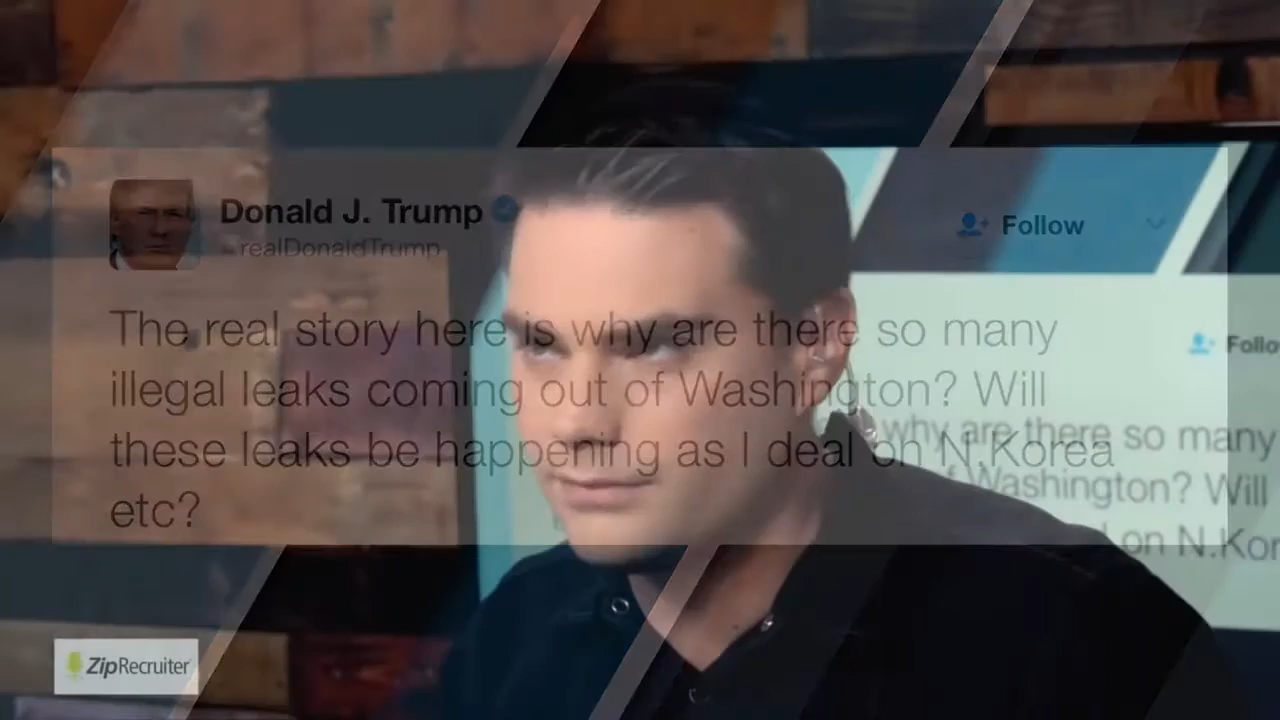 Donald J. Trump
realDonaldTrump
Follow
The real story here is why are there so many
illegal leaks coming out of Washington? Will
these leaks be happening as I deal on N.Korea
etc?
Follo
why are there so many
Washington? Will
on N.Kor
ZipRecruiter